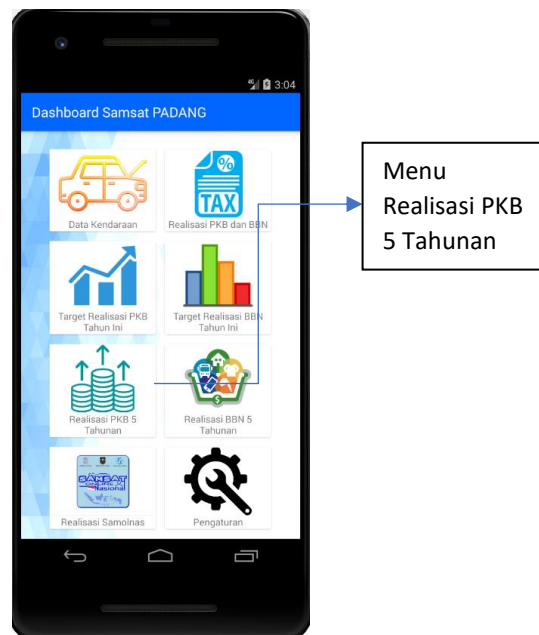 4G 3:04
Dashboard Samsat PADANG
%
TAX
Data Kendaraan
Realisasi PKB dan BBN
Target Realisasi PKB
Tahun Ini
Target Realisasi BBN
Tahun Ini
$
Realisasi PKB 5
Tahunan
Realisasi BBN 5
Tahunan
SAMSAT
Nasional
Realisasi Samolnas
Pengaturan
Menu
Realisasi PKB
5 Tahunan